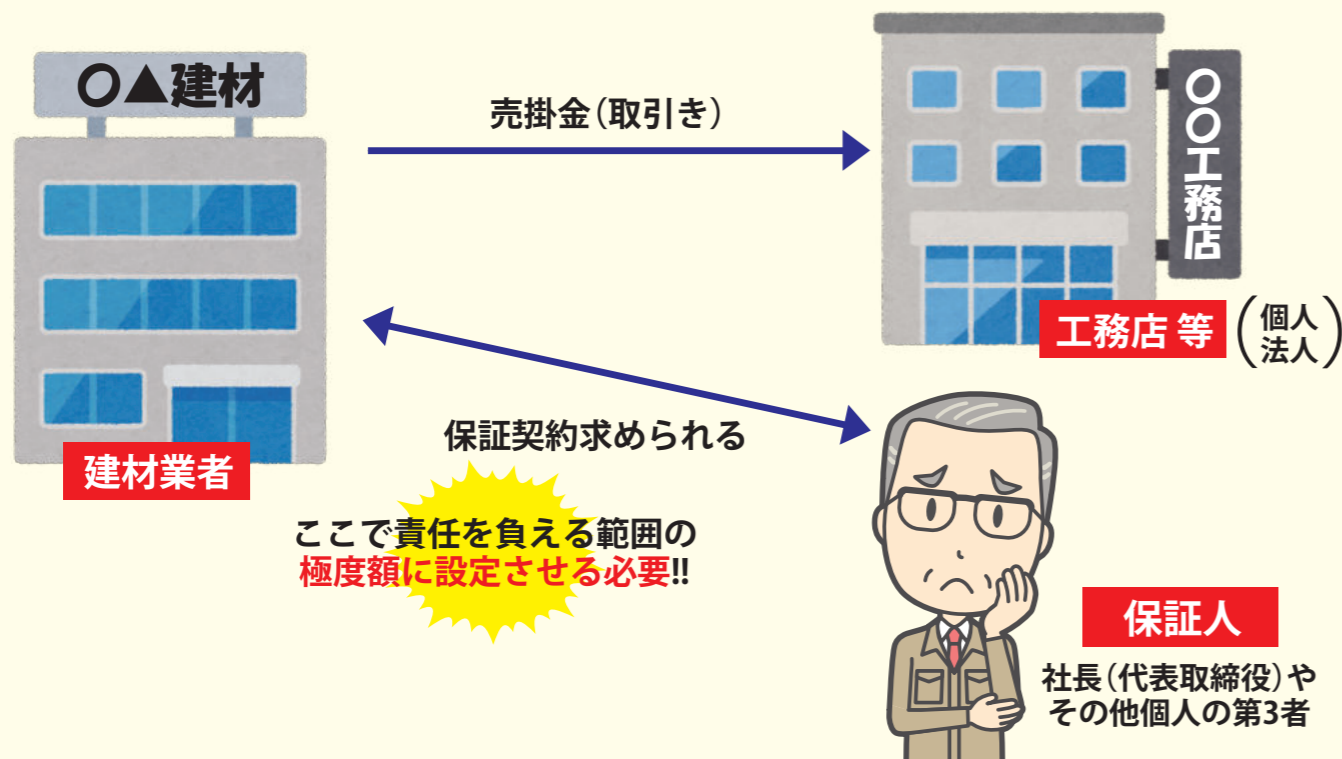 〇▲建材
売掛金（取引き）
〇〇工務店
工務店 等
（個人
法人）
建材業者
保証契約求められる
ここで責任を負える範囲の
極度額に設定させる必要!!
保証人
社長（代表取締役）や
その他個人の第3者